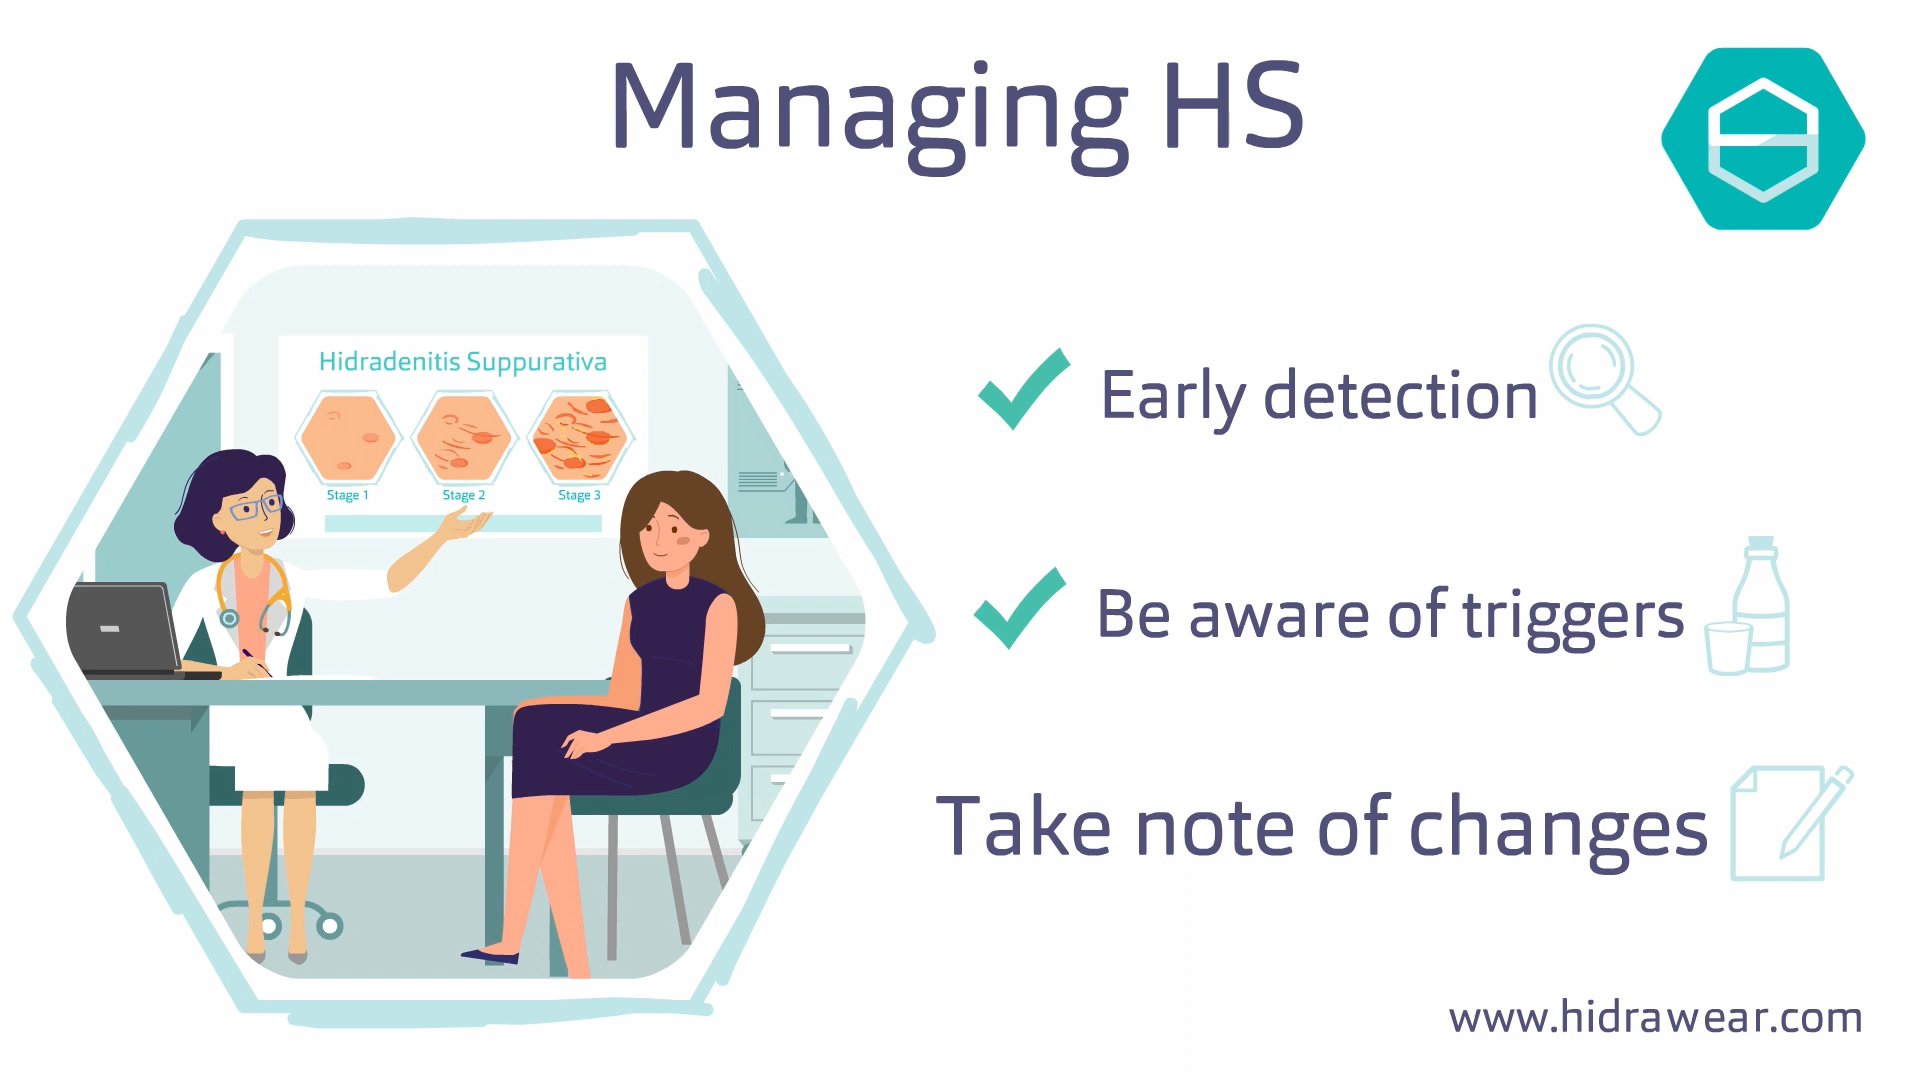 Managing HS
Hidradenitis Suppurativa
Stage 1
Stage 2
Stage 3
Early detection
Be aware of triggers
Take note of changes
www.hidrawear.com